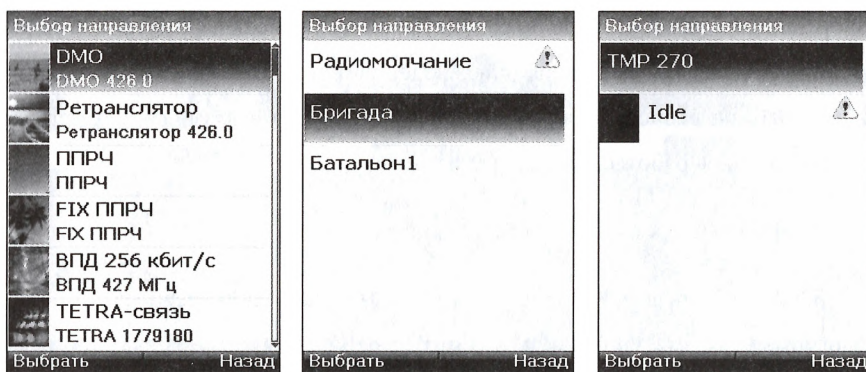 Выбор направления
DMO
DMO 426.0
Ретранслятор
Ретранслятор 426.0
ППРЧ
ППРЧ
FIX ППРЧ
FIX ППРЧ
ВПД 256 кбит/с
ВПД 427 МГц
TETRA-связь
TETRA 1779180
Выбрать Назад
Выбор направления
Радиомолчание
Бригада
Батальон1
Выбрать Назад
Выбор направления
ТМР 270
Idle
Выбрать Назад